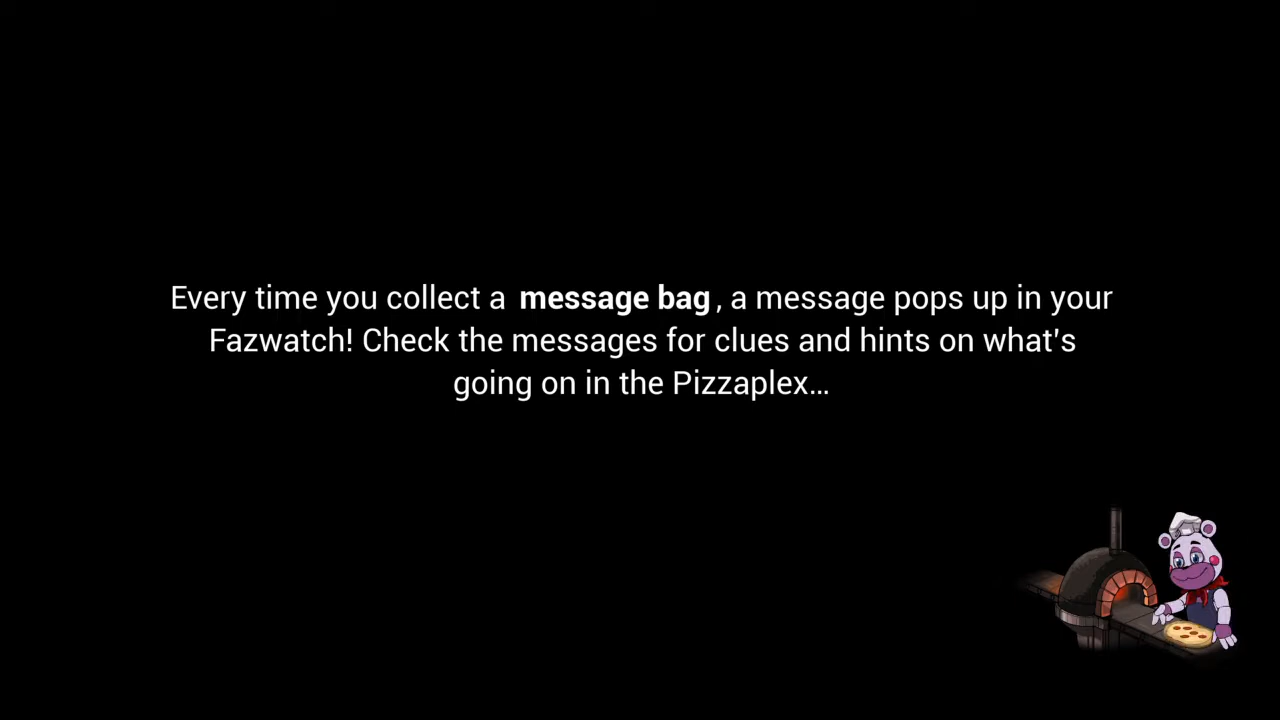 Every time you collect a message bag, a message pops up in your
Fazwatch! Check the messages for clues and hints on what's
going on in the Pizzaplex...